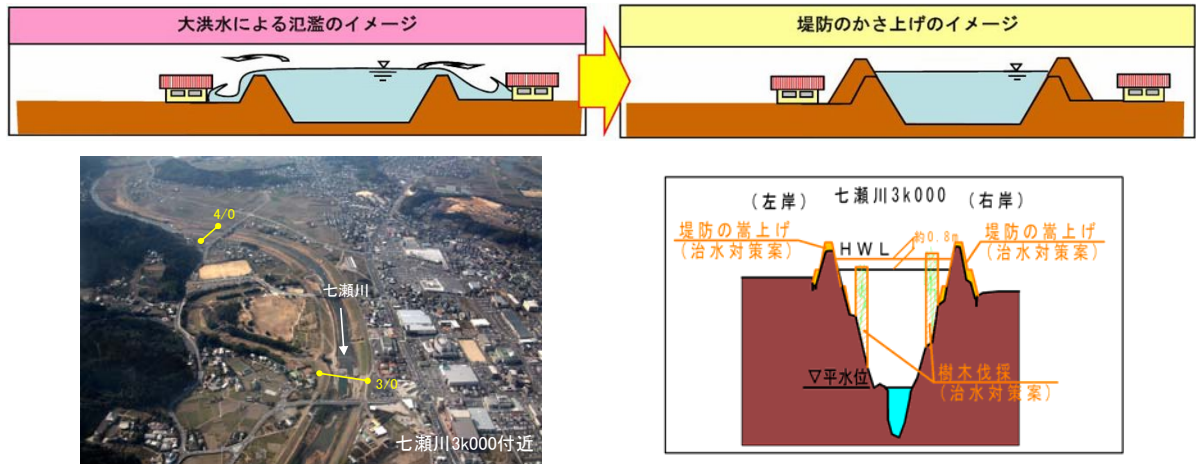 大洪水による氾濫のイメージ
堤防のかさ上げのイメージ
4/0
七瀬川
3/0
七瀬川3k000付近
(左岸) 七瀬川3k000 (右岸)
堤防の嵩上げ
(治水対策案)
HWL
約0.8m
堤防の嵩上げ
(治水対策案)
▽平水位
樹木伐採
(治水対策案)